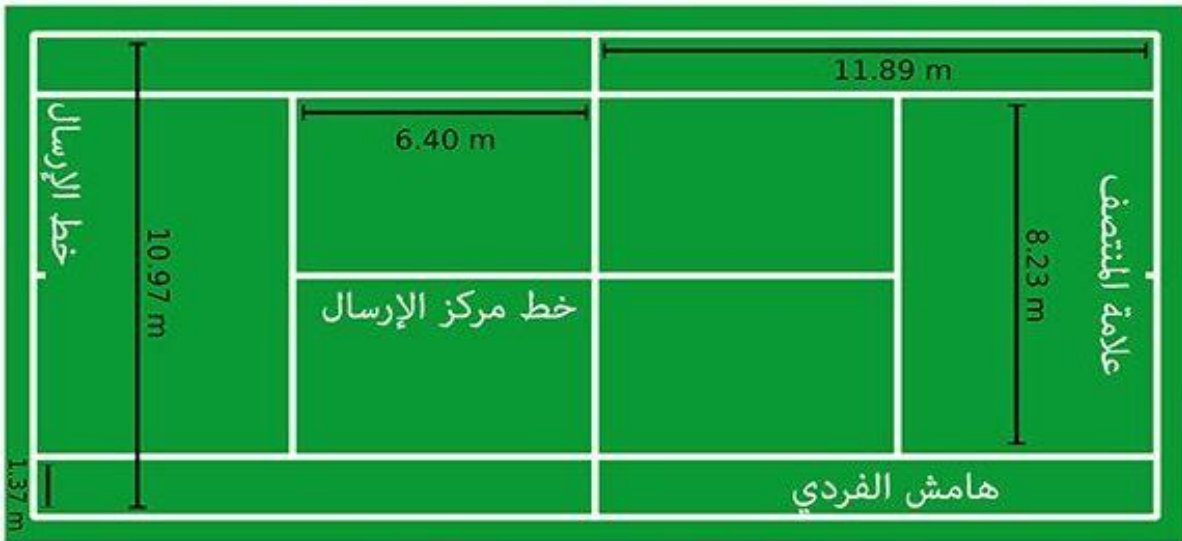 11.89 m
6.40 m
خط الإرسال
10.97 m
8.23 m
علامة المنتصف
خط مركز الإرسال
هامش الفردي
1.37 m